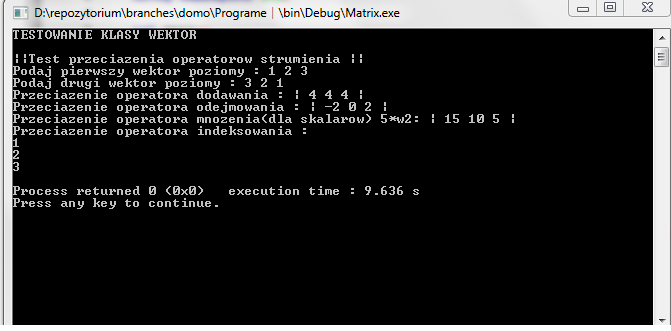 D:\repozytorium\branches\domo\Programe | \bin\Debug\Matrix.exe
TESTOWANIE KLASY WEKTOR
¦¦Test przeciazenia operatorow strumienia ¦¦
Podaj pierwszy wektor poziomy : 1 2 3
Podaj drugi wektor poziomy : 3 2 1
Przeciazenie operatora dodawania : ¦ 4 4 4 ¦
Przeciazenie operatora odejmowania : ¦ -2 0 2 ¦
Przeciazenie operatora mnozenia(dla skalarow) 5*w2: ¦ 15 10 5 ¦
Przeciazenie operatora indeksowania :
1
2
3
Process returned 0 (0x0)   execution time : 9.636 s
Press any key to continue.